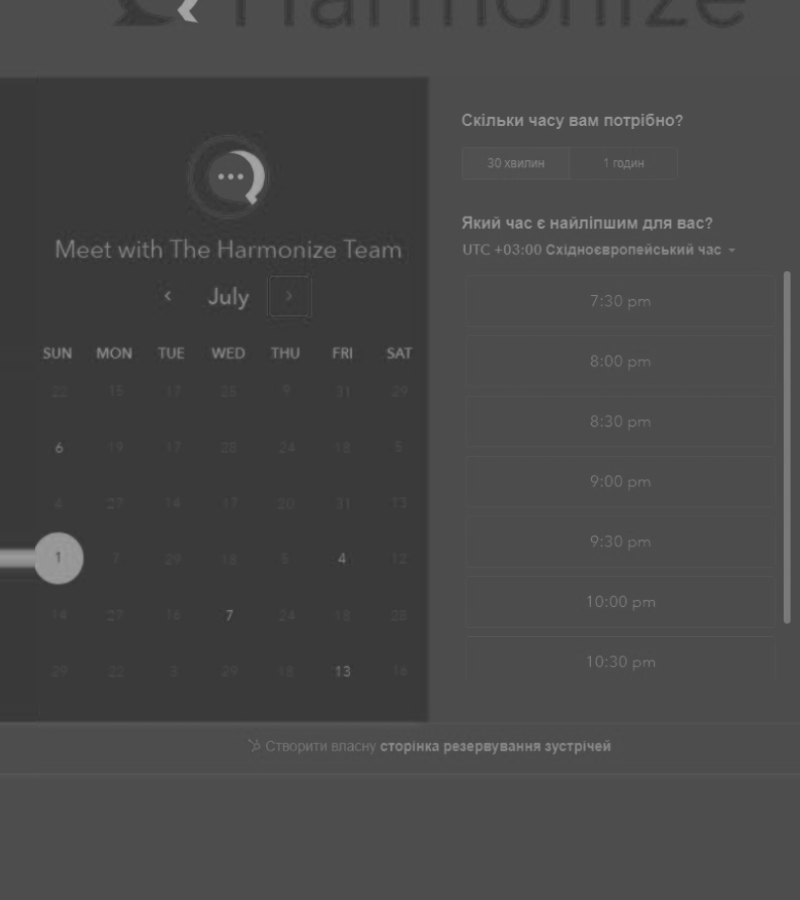 Harmonize
Meet with The Harmonize Team
July
SUN MON TUE WED THU FRI SAT
22 15 17 25 9 31 29
6 19 17 28 24 18 5
4 27 14 17 20 31 13
1 7 29 18 5 4 12
14 27 16 7 24 18 28
29 22 3 29 18 13 16
Скільки часу вам потрібно?
30 хвилин 1 годин
Який час є найліпшим для вас?
UTC +03:00 Східноєвропейський час
7:30 pm
8:00 pm
8:30 pm
9:00 pm
9:30 pm
10:00 pm
10:30 pm
Створити власну сторінка резервування зустрічей